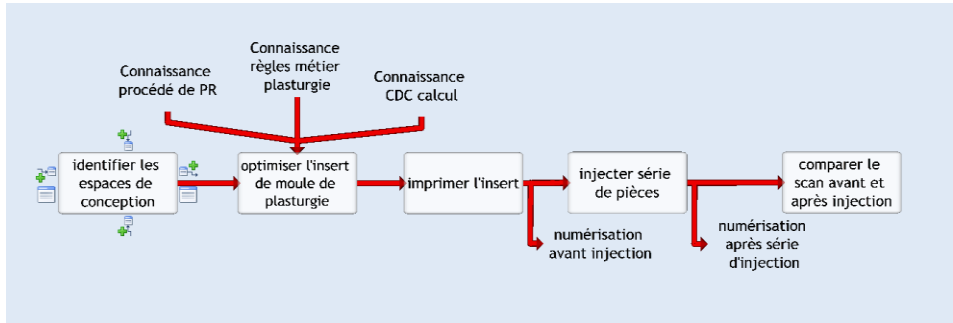 Connaissance
procédé de PR
Connaissance
règles métier
plasturgie
Connaissance
CDC calcul
identifier les
espaces de
conception
optimiser l'insert
de moule de
plasturgie
imprimer l'insert
injecter série
de pièces
comparer le
scan avant et
après injection
numérisation
avant injection
numérisation
après série
d'injection